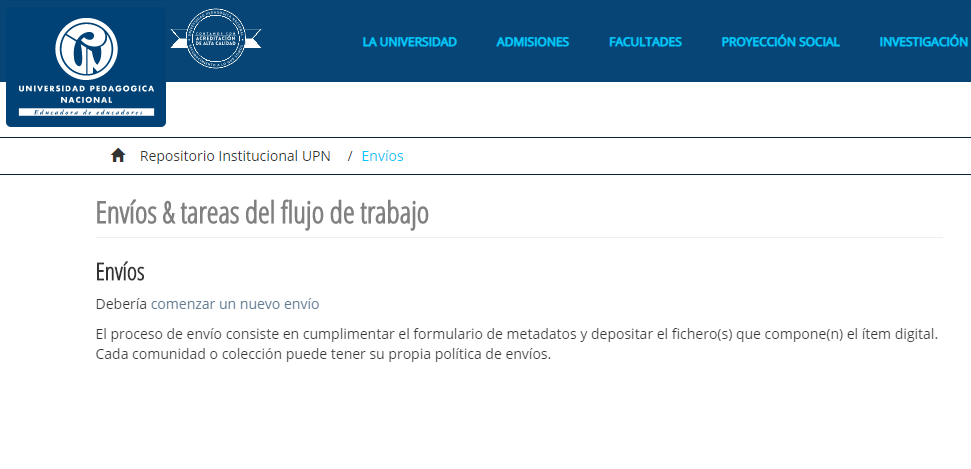 CONTAMOS CON
ACREDITACIÓN
DE ALTA CALIDAD
LA UNIVERSIDAD ADMISIONES FACULTADES PROYECCIÓN SOCIAL INVESTIGACIÓN
UNIVERSIDAD PEDAGOGICA
NACIONAL
Educadora de educadores
Repositorio Institucional UPN / Envíos
Envíos & tareas del flujo de trabajo
Envíos
Debería comenzar un nuevo envío
El proceso de envío consiste en cumplimentar el formulario de metadatos y depositar el fichero(s) que compone(n) el ítem digital.
Cada comunidad o colección puede tener su propia política de envíos.